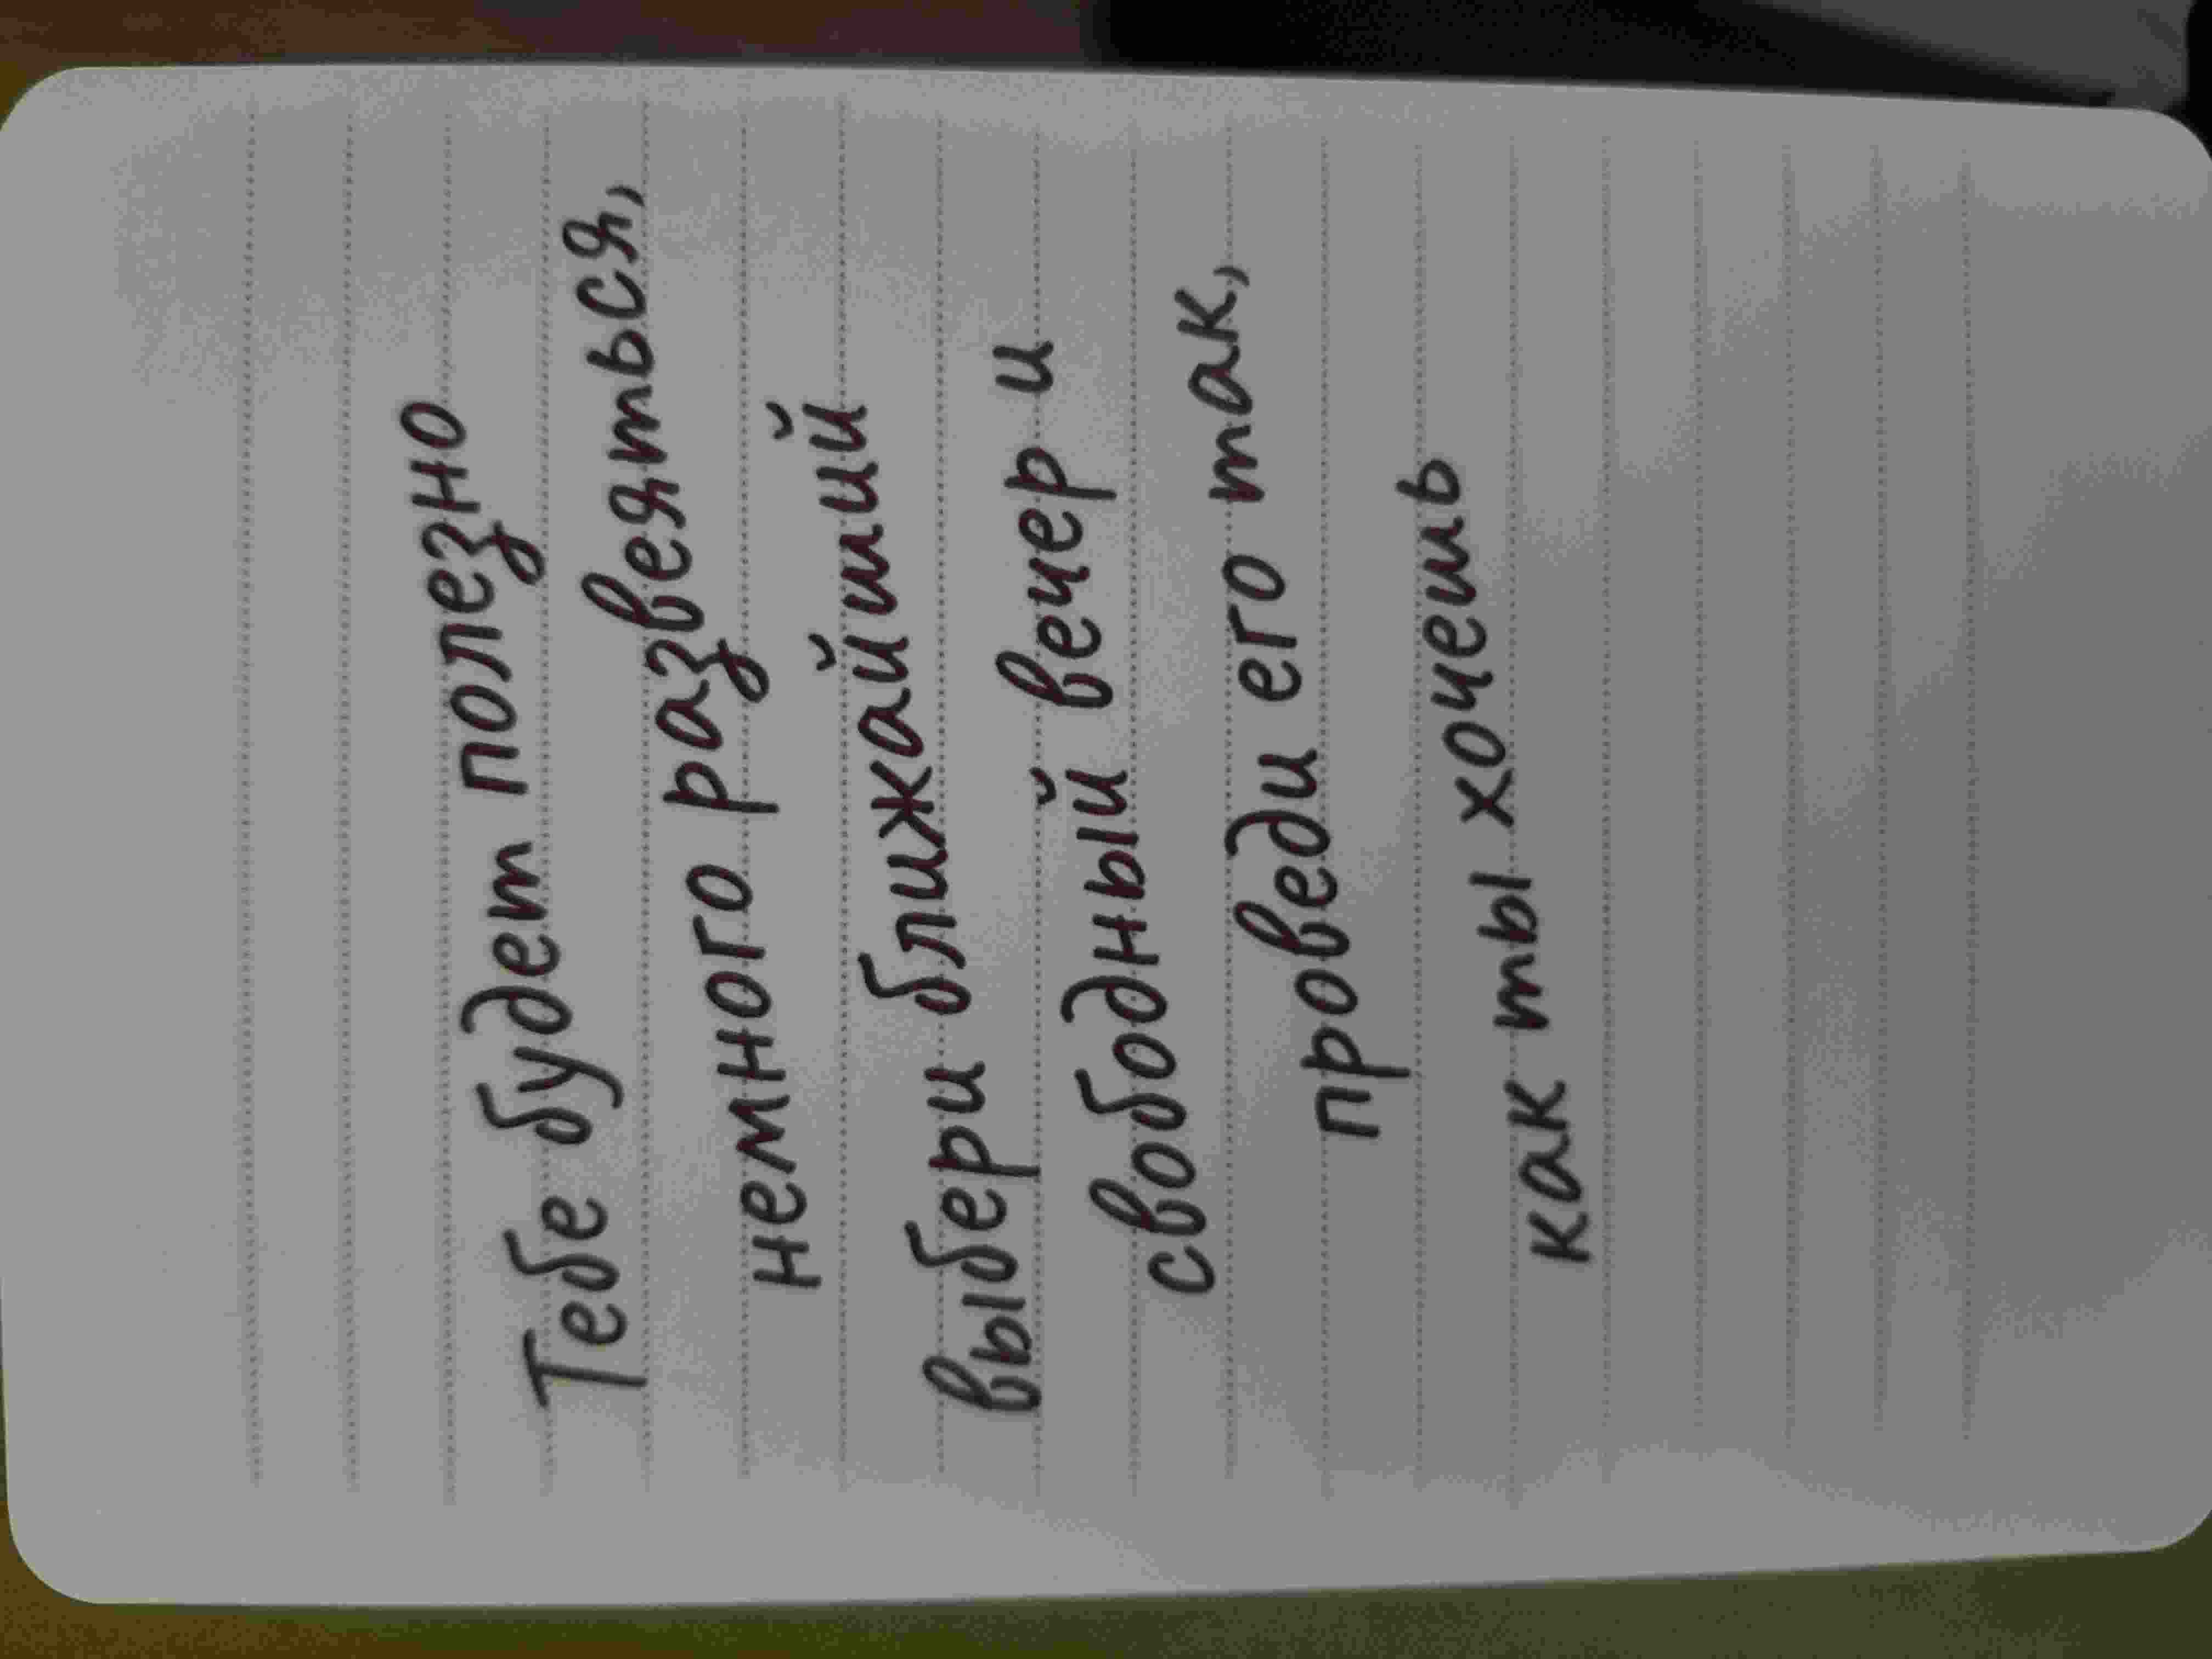 Тебе будет полезно
немного развеяться,
выбери ближайший
свободный вечер и
проведи его так,
как ты хочешь